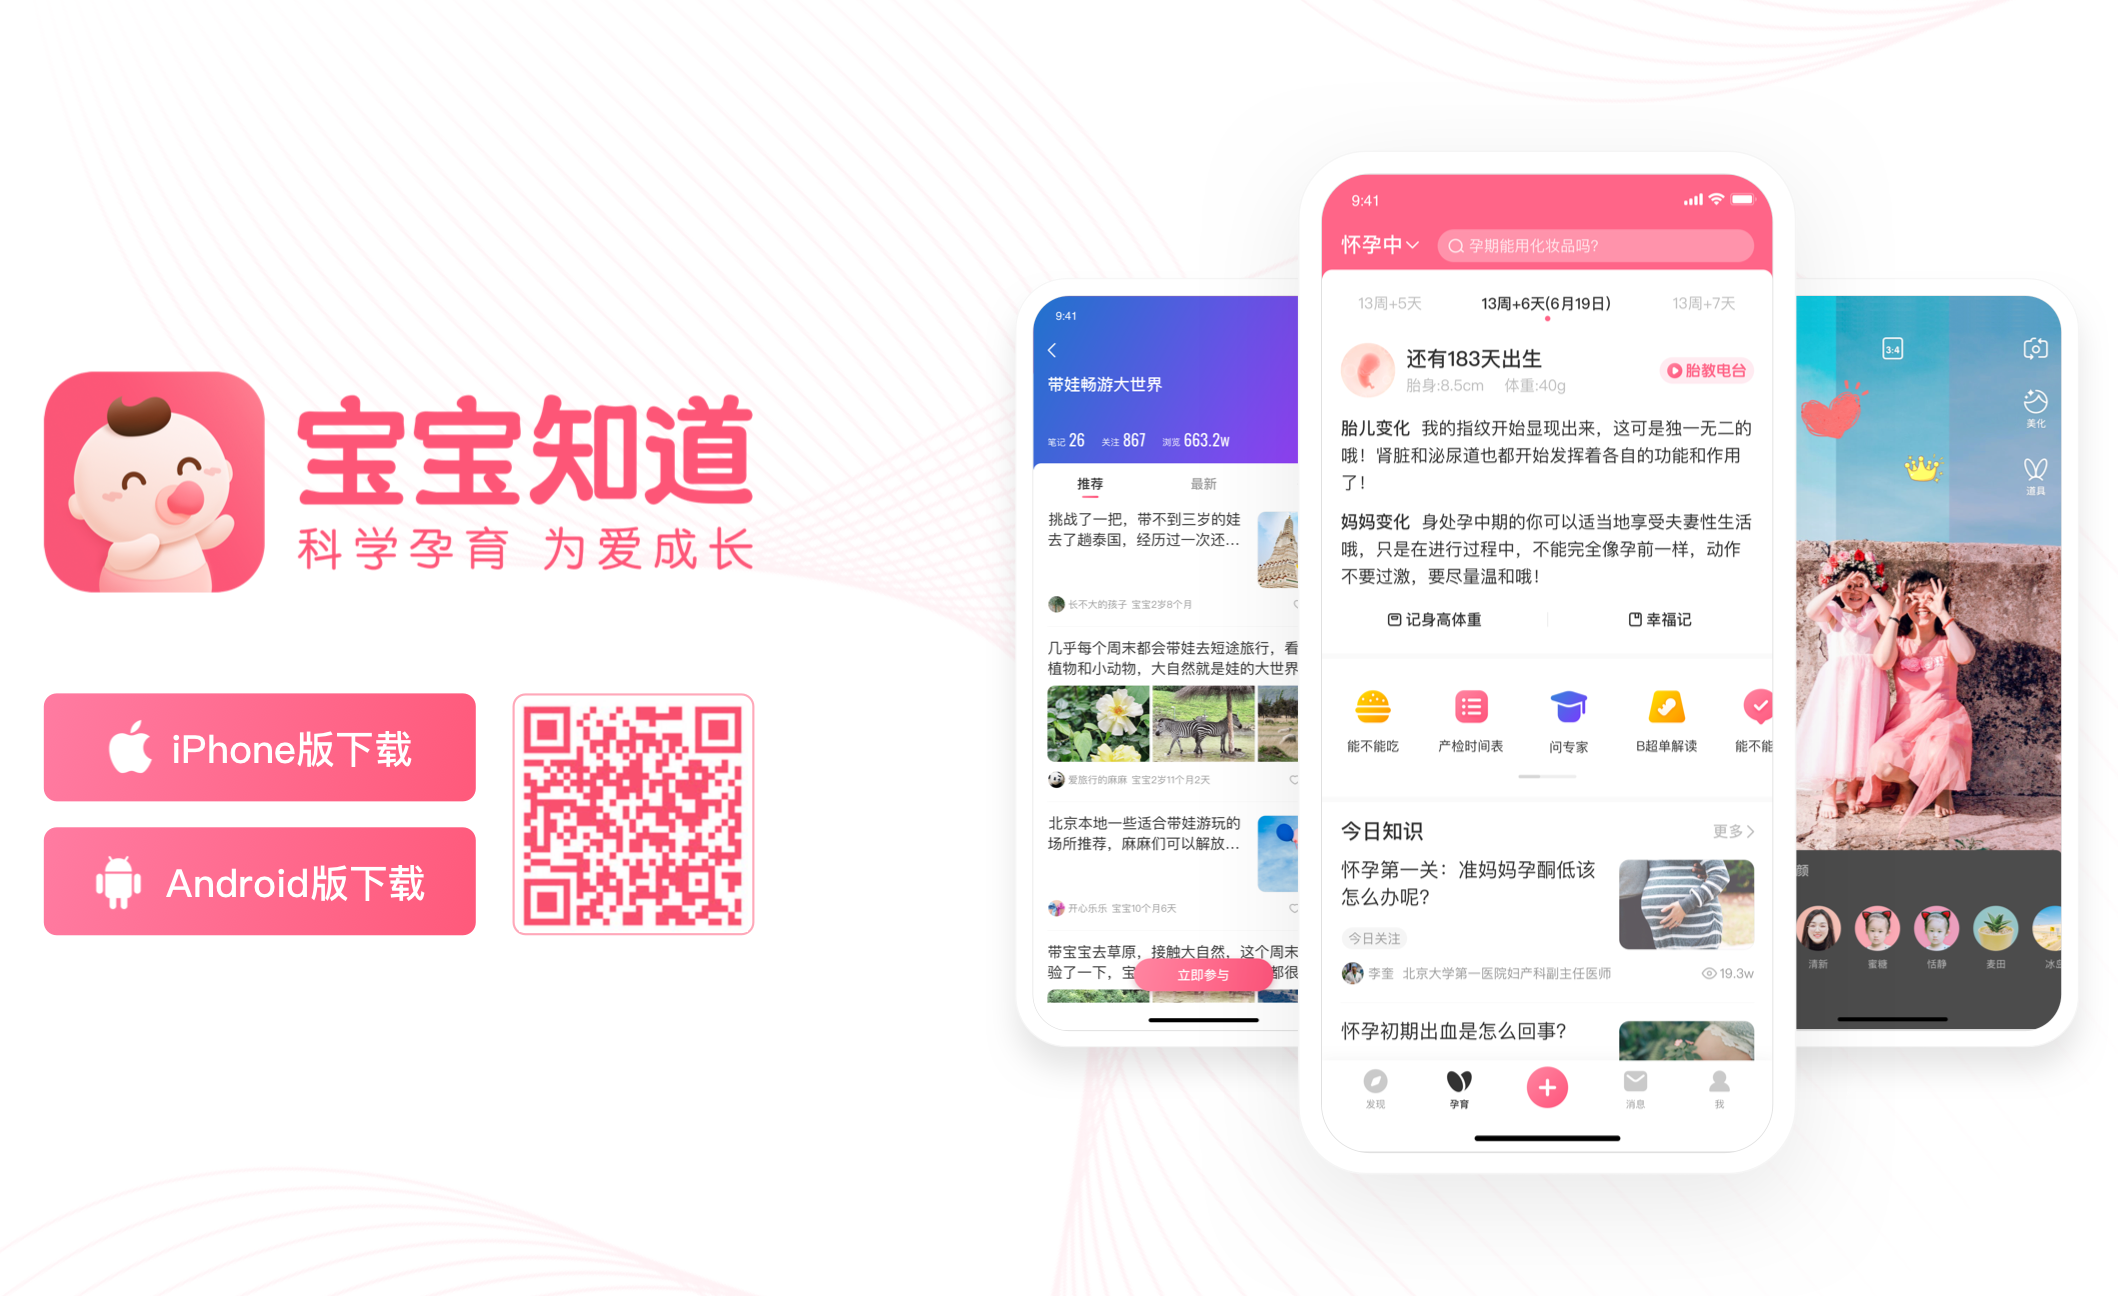 宝宝知道
科学孕育 为爱成长
iPhone版下载
Android版下载
9:41
带娃畅游大世界
笔记 26 关注 867 浏览 663.2w
推荐 最新
挑战了一把，带不到三岁的娃
去了趟泰国，经历过一次还...
长不大的孩子 宝宝2岁8个月
几乎每个周末都会带娃去短途旅行，看
植物和小动物，大自然就是娃的大世界
爱旅行的麻麻 宝宝2岁11个月2天
北京本地一些适合带娃游玩的
场所推荐，麻麻们可以解放...
开心乐乐 宝宝10个月6天
带宝宝去草原，接触大自然，这个周末
验了一下，宝 都很
立即参与
9:41
怀孕中 孕期能用化妆品吗?
13周+5天 13周+6天(6月19日) 13周+7天
还有183天出生
胎身:8.5cm 体重:40g
胎教电台
胎儿变化 我的指纹开始显现出来，这可是独一无二的
哦！肾脏和泌尿道也都开始发挥着各自的功能和作用
了！
妈妈变化 身处孕中期的你可以适当地享受夫妻性生活
哦，只是在进行过程中，不能完全像孕前一样，动作
不要过激，要尽量温和哦！
记身高体重 幸福记
能不能吃 产检时间表 问专家 B超单解读 能不能
今日知识 更多
怀孕第一关：准妈妈孕酮低该
怎么办呢?
今日关注
李奎 北京大学第一医院妇产科副主任医师 19.3w
怀孕初期出血是怎么回事?
发现 孕育 消息 我
3:4
美化
道具
颜
清新 蜜糖 恬静 麦田 冰岛